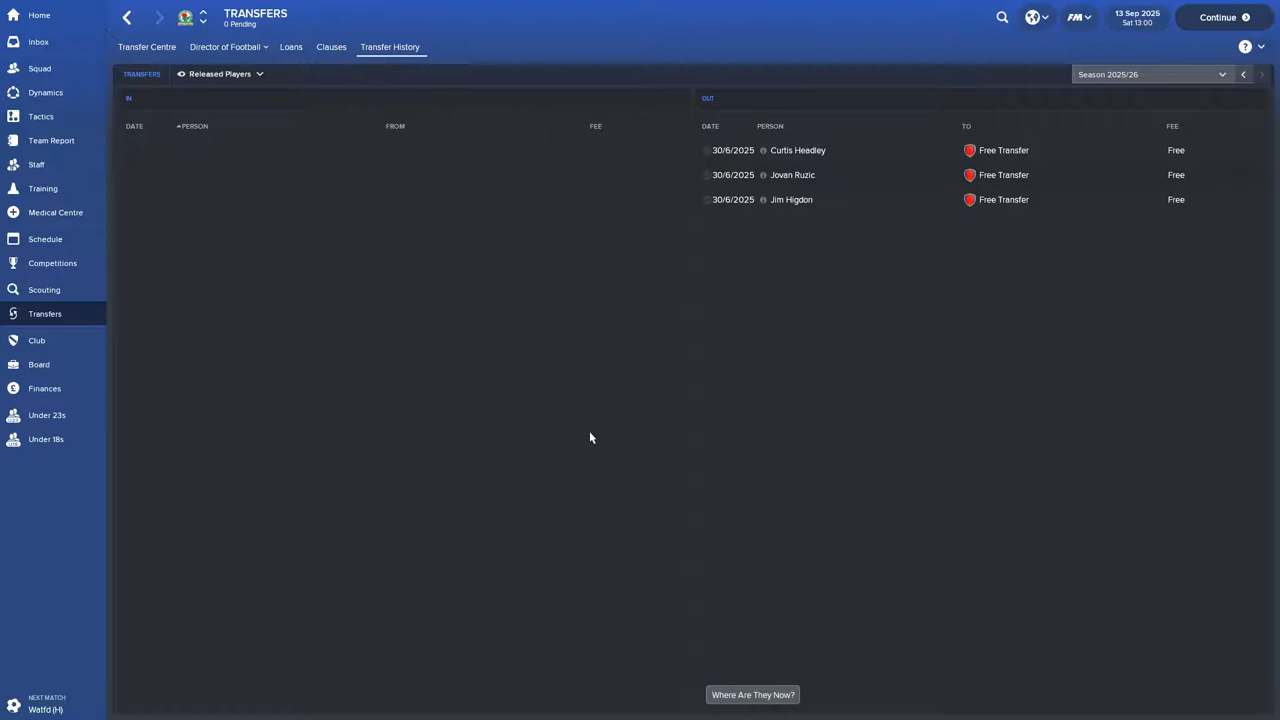 Home
Inbox
Squad
Dynamics
Tactics
Team Report
Staff
Training
Medical Centre
Schedule
Competitions
Scouting
Transfers
Club
Board
Finances
Under 23s
Under 18s
NEXT MATCH
Watfd (H)
TRANSFERS
0 Pending
FM
13 Sep 2025
Sat 13:00
Continue
Transfer Centre Director of Football Loans Clauses Transfer History
?
TRANSFERS Released Players Season 2025/26
IN
DATE PERSON FROM FEE
OUT
DATE PERSON TO FEE
30/6/2025 Curtis Headley Free Transfer Free
30/6/2025 Jovan Ruzic Free Transfer Free
30/6/2025 Jim Higdon Free Transfer Free
Where Are They Now?